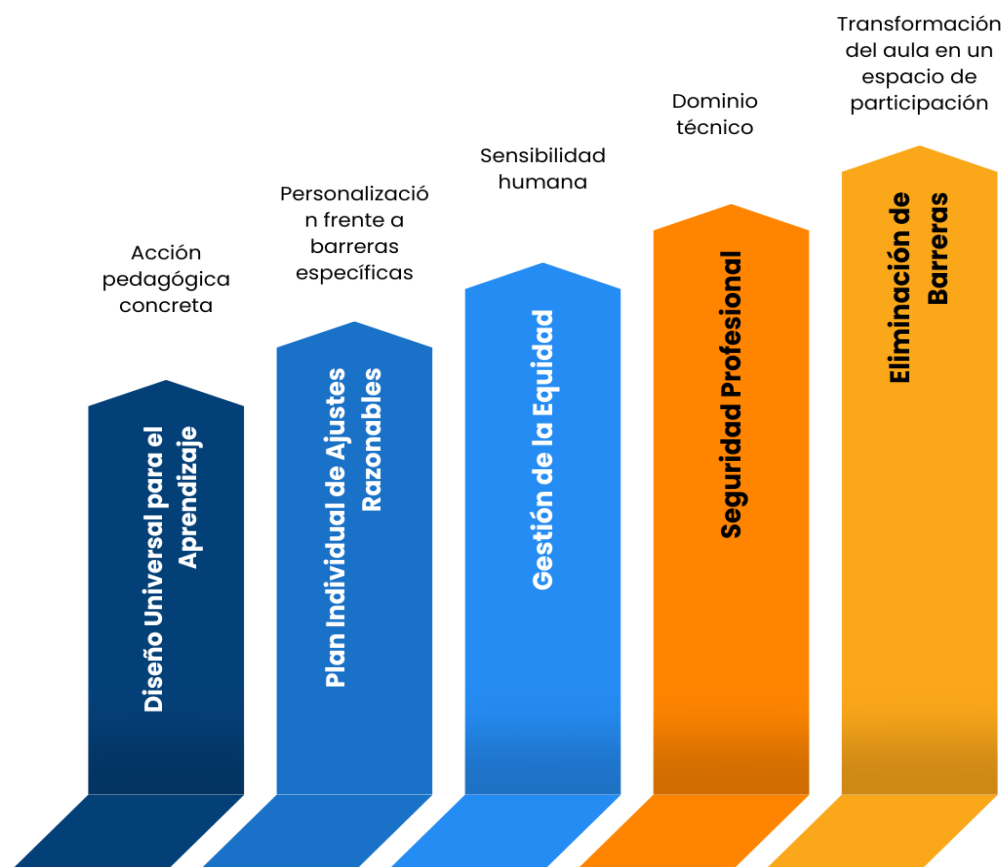 Acción
pedagógica
concreta
Diseño Universal para el
Aprendizaje
Personalizació
n frente a
barreras
específicas
Plan Individual de Ajustes
Razonables
Sensibilidad
humana
Gestión de la Equidad
Dominio
técnico
Seguridad Profesional
Transformación
del aula en un
espacio de
participación
Eliminación de
Barreras